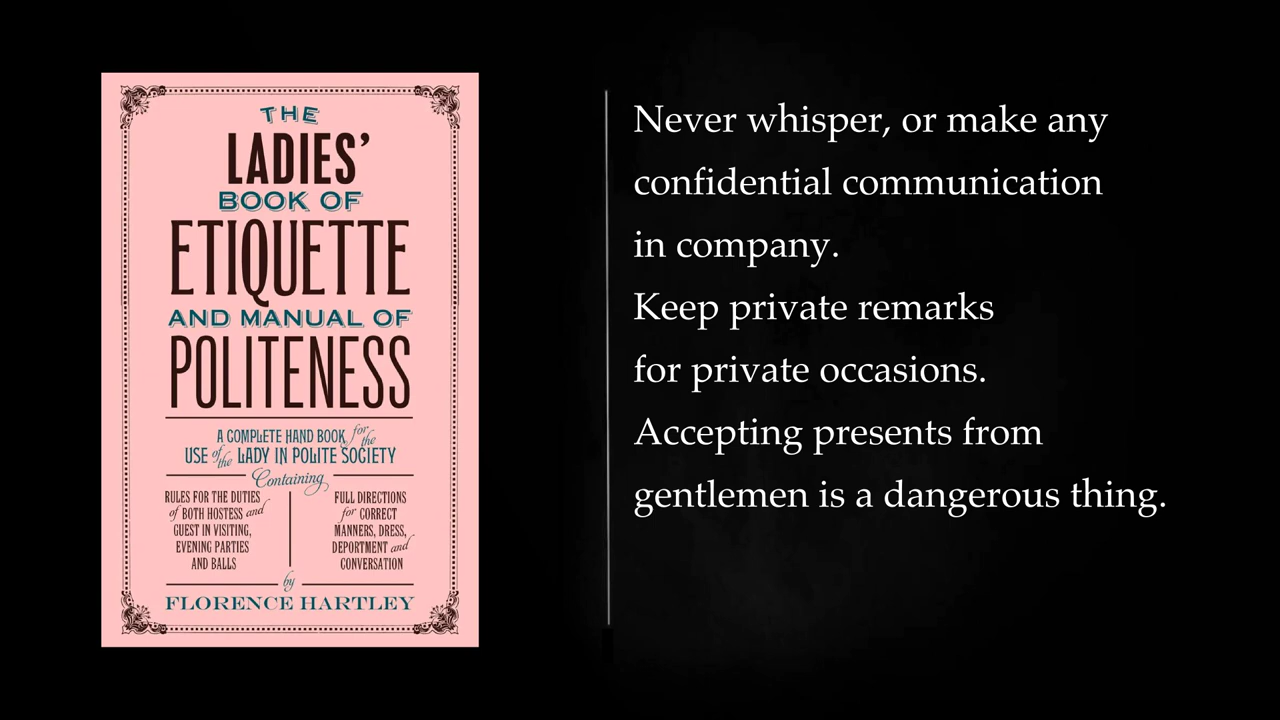 THE
LADIES'
BOOK OF
ETIQUETTE
AND MANUAL OF
POLITENESS
A COMPLETE HAND BOOK for the
USE of the LADY IN POLITE SOCIETY
Containing
RULES FOR THE DUTIES
of BOTH HOSTESS and
GUEST IN VISITING,
EVENING PARTIES
AND BALLS
FULL DIRECTIONS
for CORRECT
MANNERS, DRESS,
DEPORTMENT and
CONVERSATION
by
FLORENCE HARTLEY
Never whisper, or make any
confidential communication
in company.
Keep private remarks
for private occasions.
Accepting presents from
gentlemen is a dangerous thing.